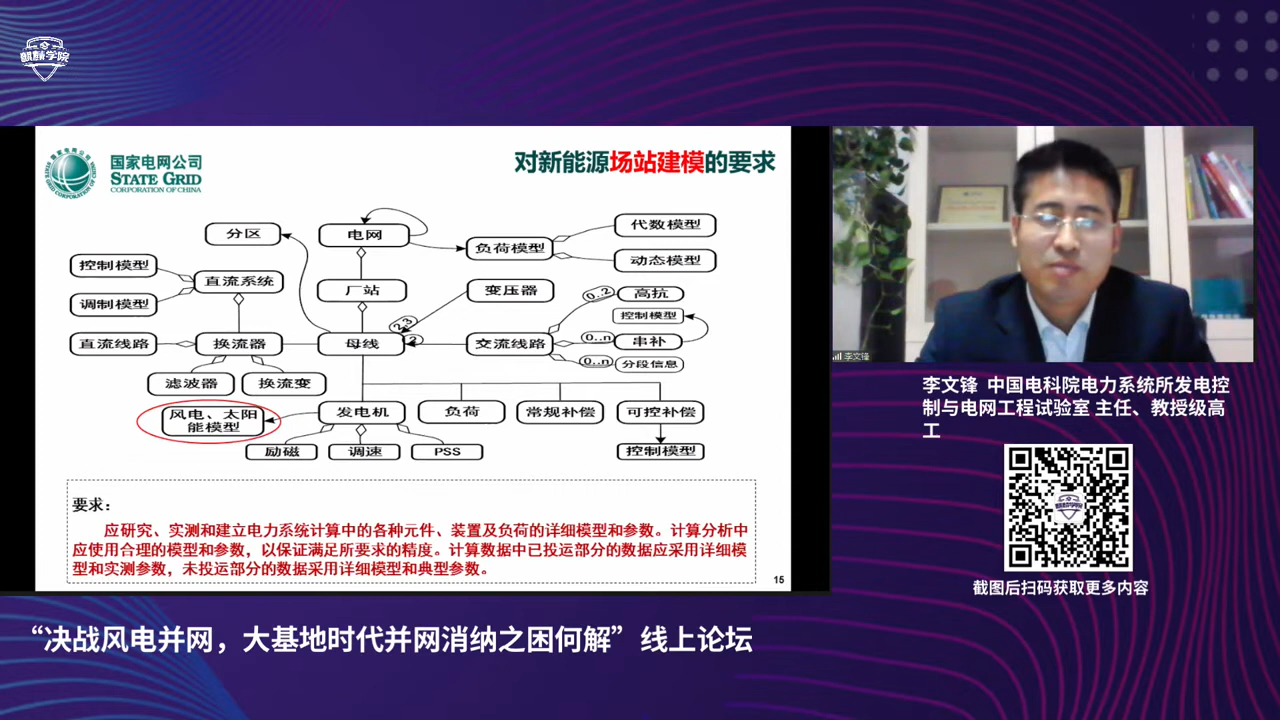 麒麟学院
国家电网公司
STATE GRID
CORPORATION OF CHINA
对新能源场站建模的要求
分区
电网
负荷模型
代数模型
动态模型
控制模型
调制模型
直流系统
厂站
变压器
0..2
高抗
控制模型
2..3
2
直流线路
换流器
母线
交流线路
0..n
串补
0..n
分段信息
滤波器
换流变
风电、太阳
能模型
发电机
负荷
常规补偿
可控补偿
励磁
调速
PSS
控制模型
要求：
应研究、实测和建立电力系统计算中的各种元件、装置及负荷的详细模型和参数。计算分析中
应使用合理的模型和参数，以保证满足所要求的精度。计算数据中已投运部分的数据应采用详细模
型和实测参数，未投运部分的数据采用详细模型和典型参数。
15
李文锋
李文锋 中国电科院电力系统所发电控
制与电网工程试验室 主任、教授级高
工
截图后扫码获取更多内容
“决战风电并网，大基地时代并网消纳之困何解”线上论坛